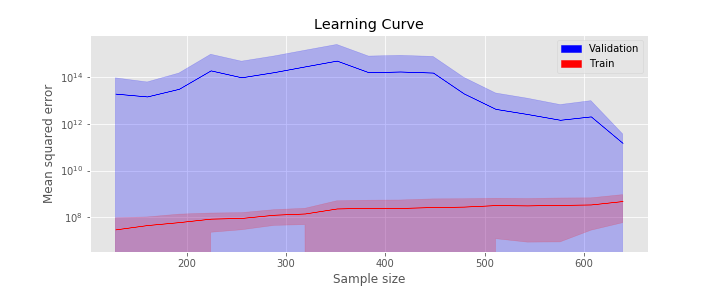 Learning Curve
Validation
Train
Mean squared error
10^14
10^12
10^10
10^8
200 300 400 500 600
Sample size